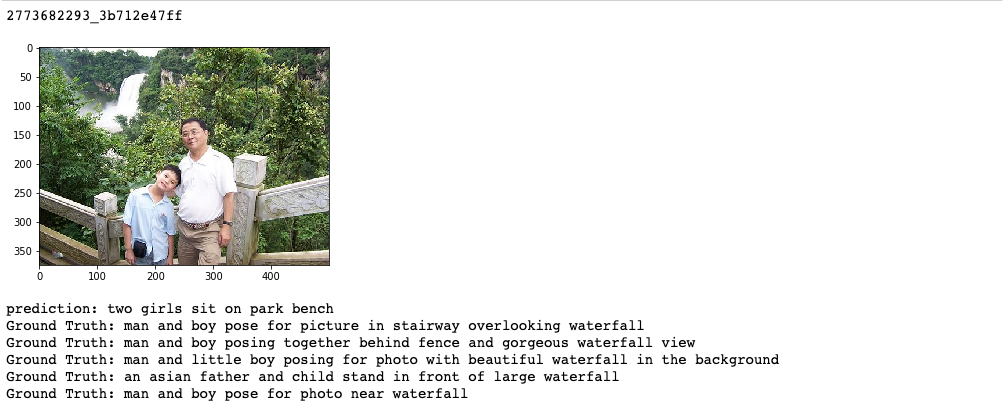 2773682293_3b712e47ff
0
50
100
150
200
250
300
350
0 100 200 300 400
prediction: two girls sit on park bench
Ground Truth: man and boy pose for picture in stairway overlooking waterfall
Ground Truth: man and boy posing together behind fence and gorgeous waterfall view
Ground Truth: man and little boy posing for photo with beautiful waterfall in the background
Ground Truth: an asian father and child stand in front of large waterfall
Ground Truth: man and boy pose for photo near waterfall